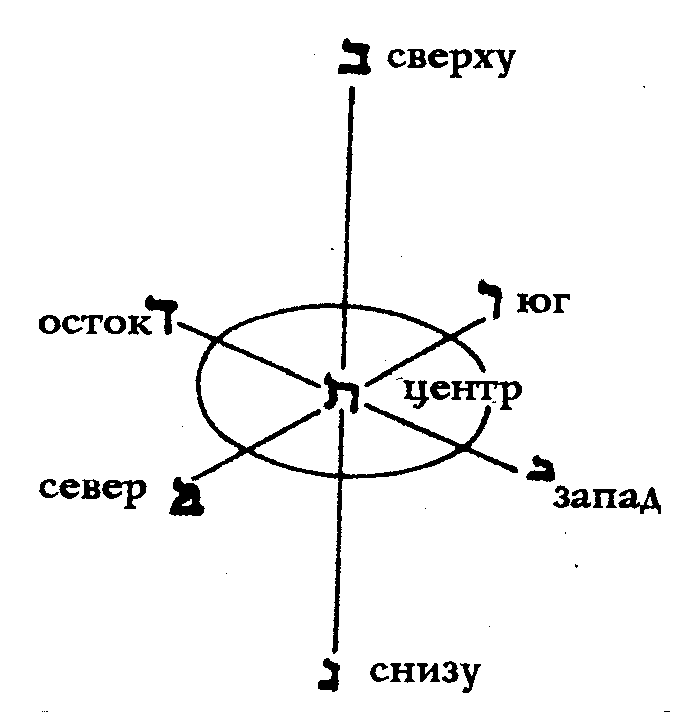 ב сверху
осток ד
ר юг
ת центр
север פ
כ запад
ג снизу